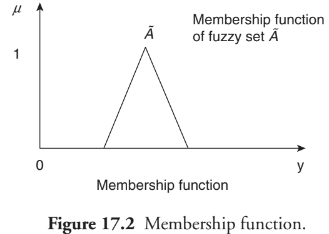 μ
Membership function
of fuzzy set Ã
Ã
1
0
y
Membership function
Figure 17.2 Membership function.